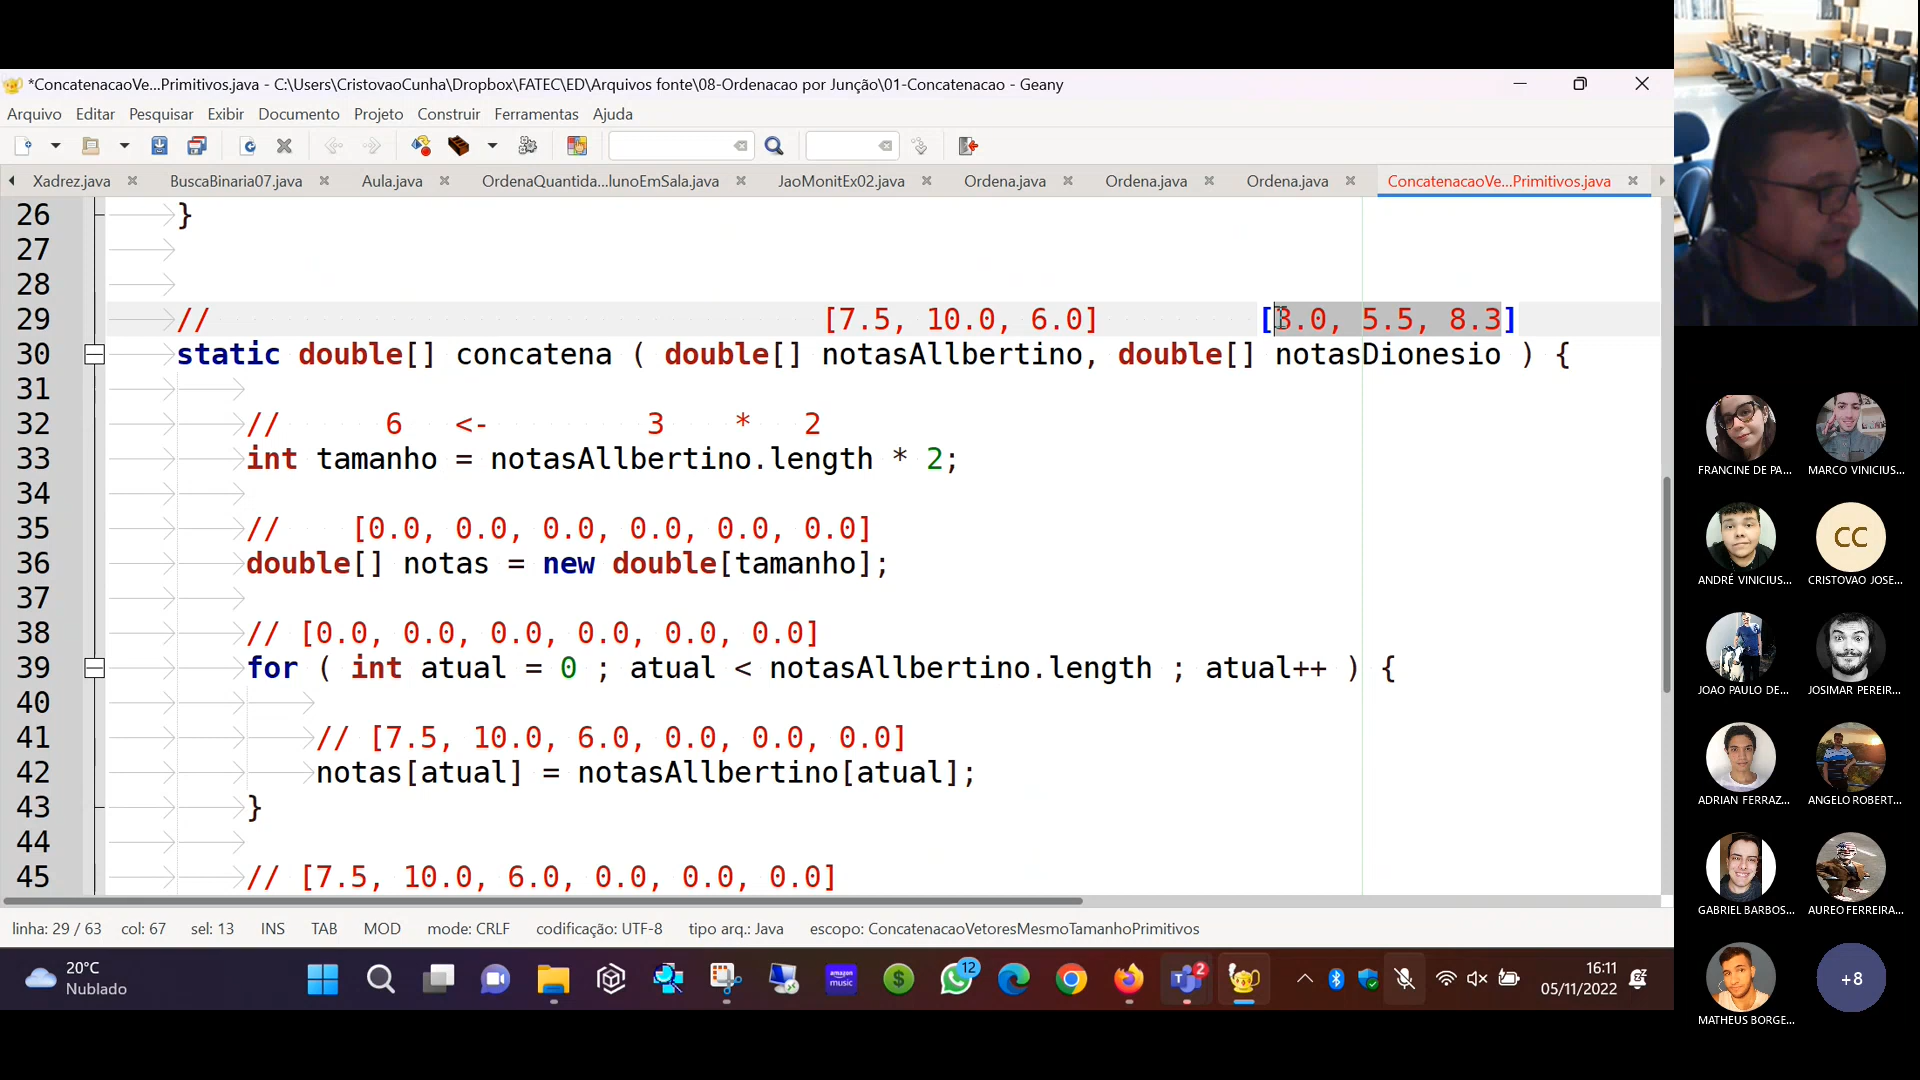 *ConcatenacaoVe...Primitivos.java - C:\Users\CristovaoCunha\Dropbox\FATEC\ED\Arquivos fonte\08-Ordenacao por Junção\01-Concatenacao - Geany
Arquivo Editar Pesquisar Exibir Documento Projeto Construir Ferramentas Ajuda
Xadrez.java BuscaBinaria07.java Aula.java OrdenaQuantida...lunoEmSala.java JaoMonitEx02.java Ordena.java Ordena.java Ordena.java ConcatenacaoVe...Primitivos.java
26 }
27
28
29 // [7.5, 10.0, 6.0] [3.0, 5.5, 8.3]
30 static double[] concatena ( double[] notasAllbertino, double[] notasDionesio ) {
31
32 // 6 <- 3 * 2
33 int tamanho = notasAllbertino.length * 2;
34
35 // [0.0, 0.0, 0.0, 0.0, 0.0, 0.0]
36 double[] notas = new double[tamanho];
37
38 // [0.0, 0.0, 0.0, 0.0, 0.0, 0.0]
39 for ( int atual = 0 ; atual < notasAllbertino.length ; atual++ ) {
40
41 // [7.5, 10.0, 6.0, 0.0, 0.0, 0.0]
42 notas[atual] = notasAllbertino[atual];
43 }
44
45 // [7.5, 10.0, 6.0, 0.0, 0.0, 0.0]
linha: 29 / 63 col: 67 sel: 13 INS TAB MOD mode: CRLF codificação: UTF-8 tipo arq.: Java escopo: ConcatenacaoVetoresMesmoTamanhoPrimitivos
20°C
Nublado
amazon music
$
12
2
16:11
05/11/2022
FRANCINE DE PA... MARCO VINICIUS...
CC
ANDRÉ VINICIUS... CRISTOVAO JOSE...
JOAO PAULO DE... JOSIMAR PEREIR...
ADRIAN FERRAZ... ANGELO ROBERT...
GABRIEL BARBOS... AUREO FERREIRA...
+8
MATHEUS BORGE...